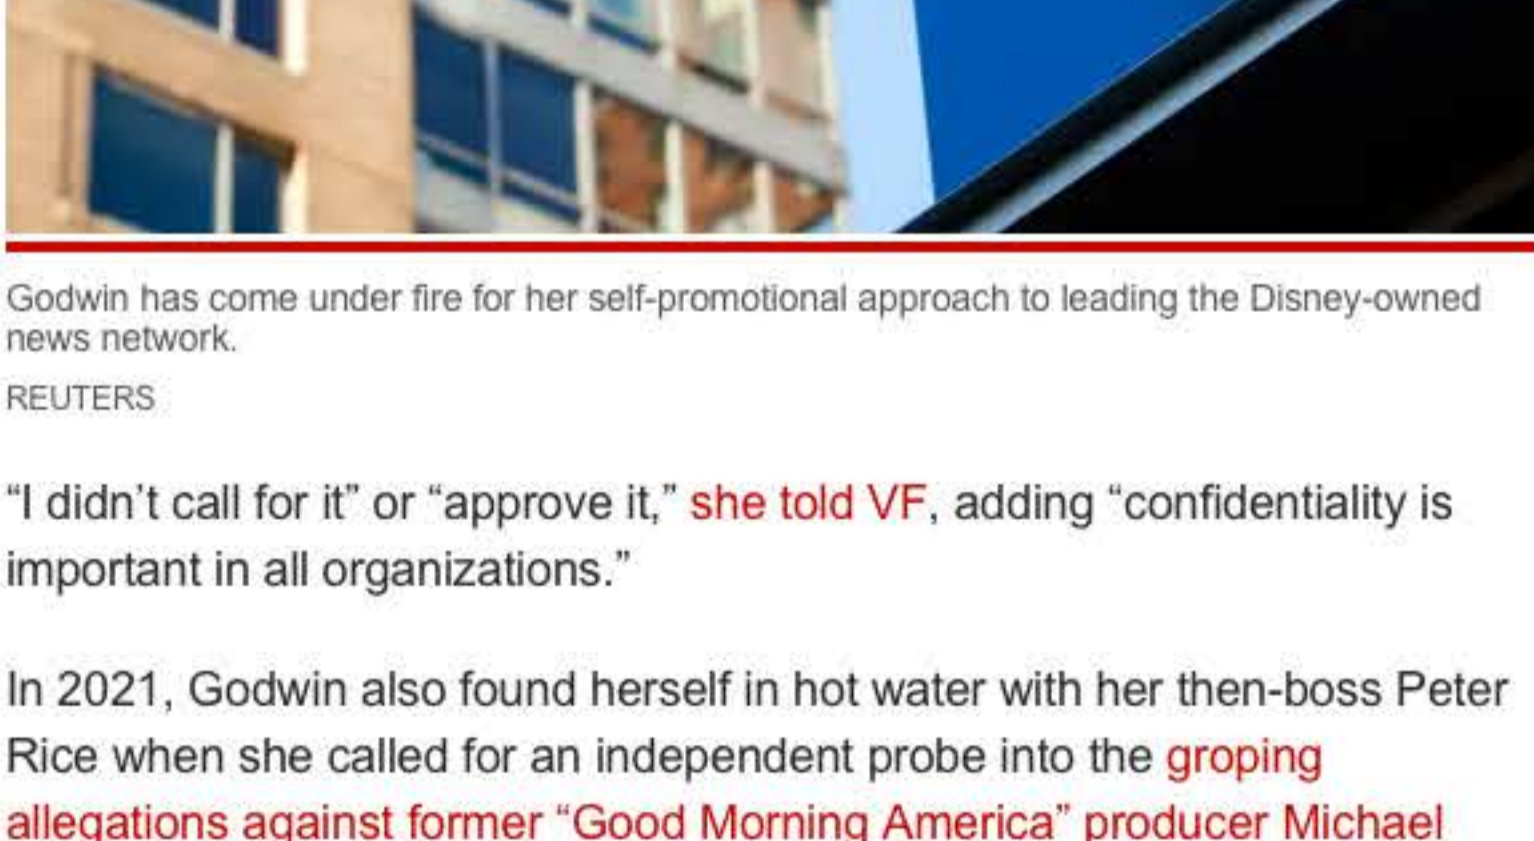 Godwin has come under fire for her self-promotional approach to leading the Disney-owned
news network.
REUTERS
“I didn’t call for it” or “approve it,” she told VF, adding “confidentiality is
important in all organizations.”
In 2021, Godwin also found herself in hot water with her then-boss Peter
Rice when she called for an independent probe into the groping
allegations against former “Good Morning America” producer Michael